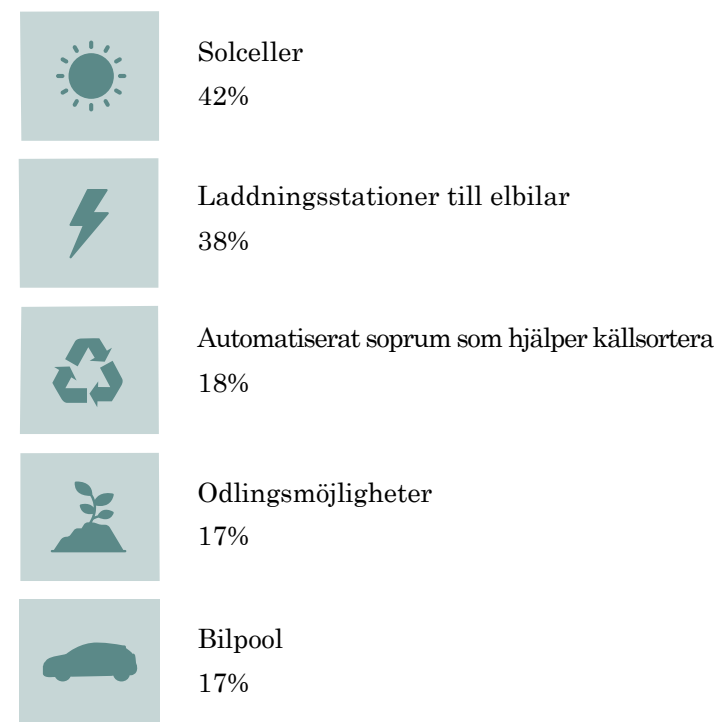 Solceller
42%
Laddningsstationer till elbilar
38%
Automatiserat soprum som hjälper källsortera
18%
Odlingsmöjligheter
17%
Bilpool
17%